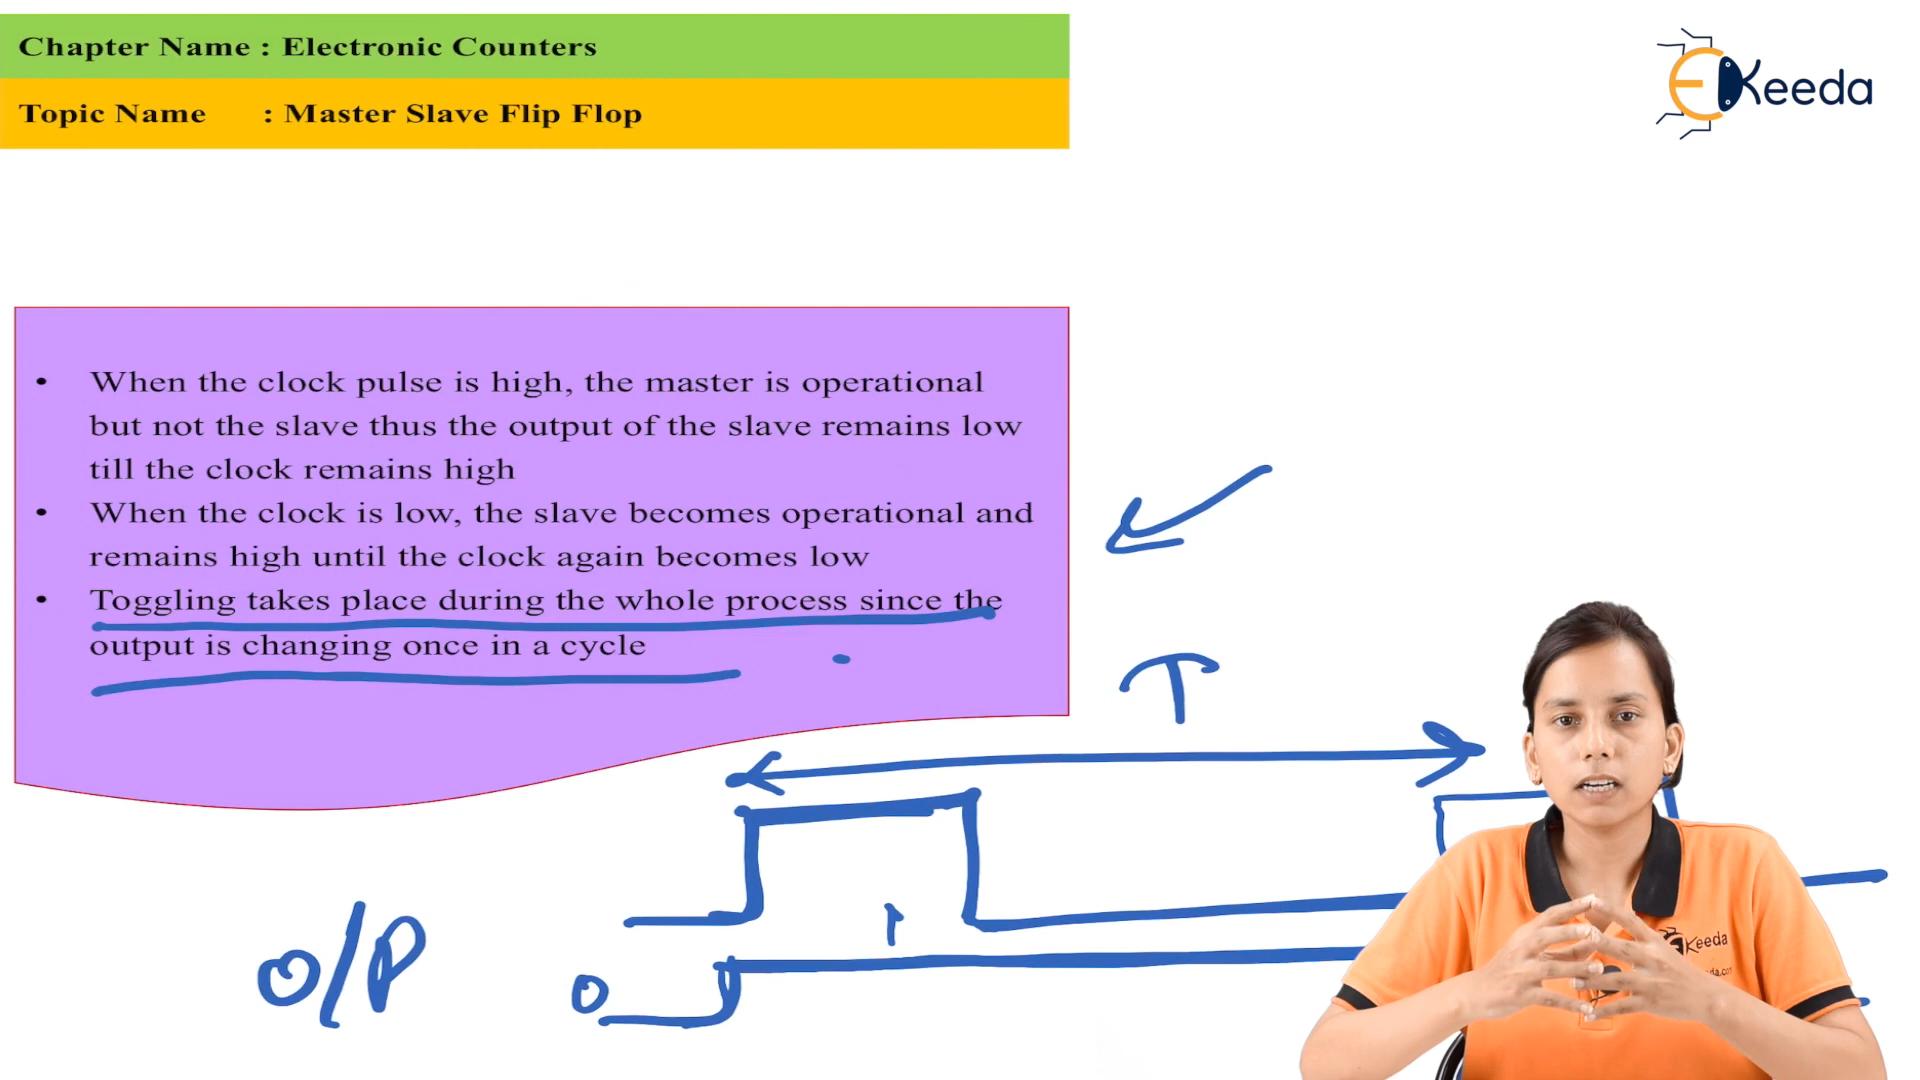 Chapter Name : Electronic Counters
Topic Name : Master Slave Flip Flop
EKeeda
• When the clock pulse is high, the master is operational
but not the slave thus the output of the slave remains low
till the clock remains high
• When the clock is low, the slave becomes operational and
remains high until the clock again becomes low
• Toggling takes place during the whole process since the
output is changing once in a cycle
T
1
O/P
0
EKeeda